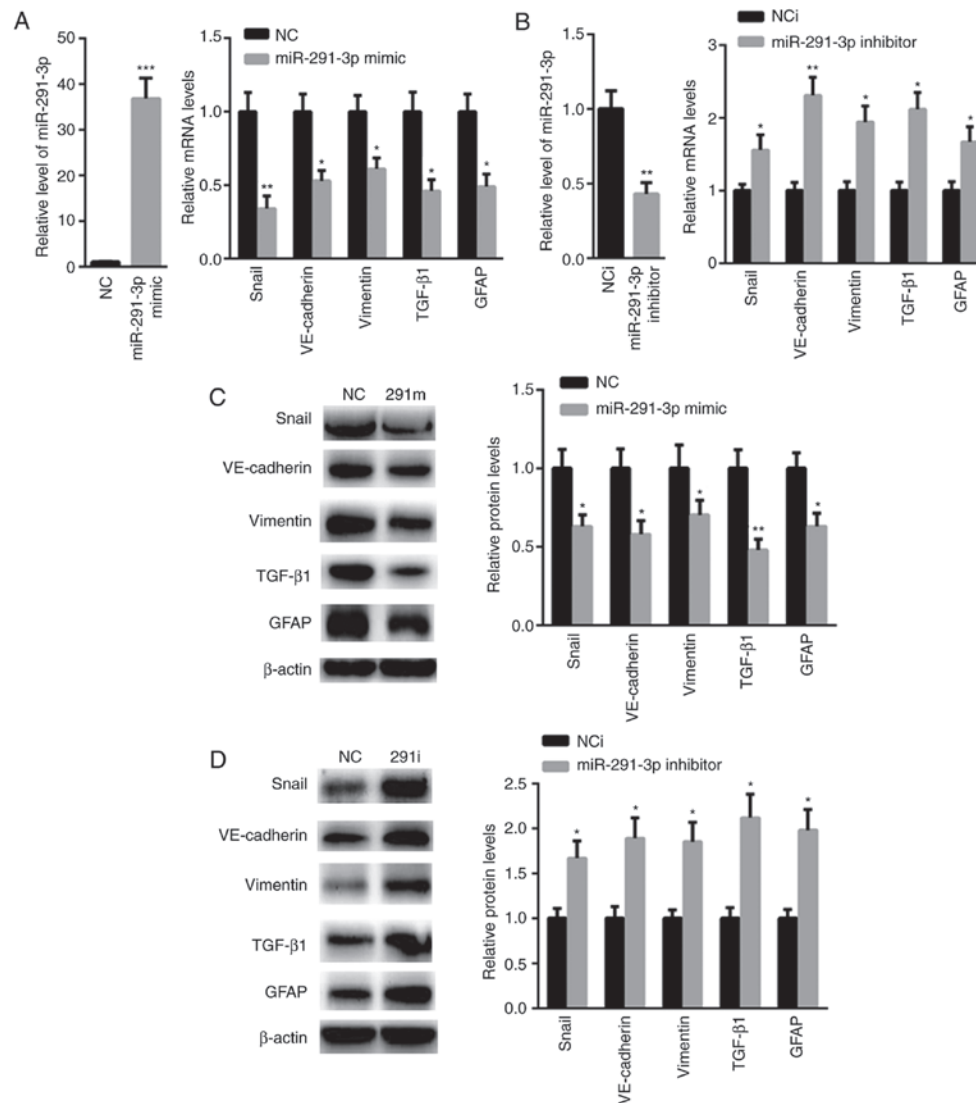 A
Relative level of miR-291-3p
50
40
30
20
10
0
***
NC
miR-291-3p
mimic
NC
miR-291-3p mimic
Relative mRNA levels
1.5
1.0
0.5
0.0
**
*
*
*
*
Snail
VE-cadherin
Vimentin
TGF-β1
GFAP
B
Relative level of miR-291-3p
1.5
1.0
0.5
0.0
**
NCi
miR-291-3p
inhibitor
NCi
miR-291-3p inhibitor
Relative mRNA levels
3
2
1
0
*
**
*
*
*
Snail
VE-cadherin
Vimentin
TGF-β1
GFAP
C
NC 291m
Snail
VE-cadherin
Vimentin
TGF-β1
GFAP
β-actin
NC
miR-291-3p mimic
Relative protein levels
1.5
1.0
0.5
0.0
*
*
*
**
*
Snail
VE-cadherin
Vimentin
TGF-β1
GFAP
D
NC 291i
Snail
VE-cadherin
Vimentin
TGF-β1
GFAP
β-actin
NCi
miR-291-3p inhibitor
Relative protein levels
2.5
2.0
1.5
1.0
0.5
0.0
*
*
*
*
*
Snail
VE-cadherin
Vimentin
TGF-β1
GFAP